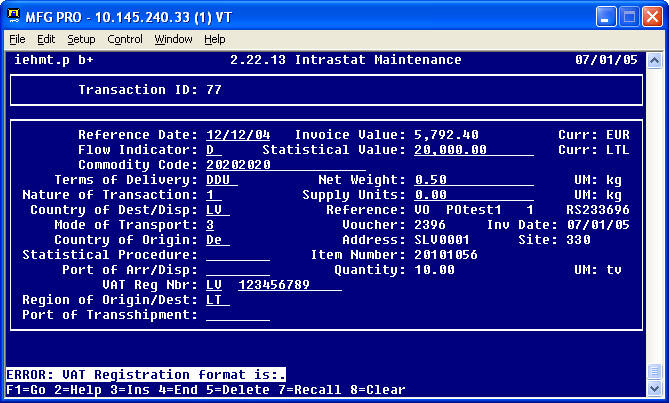 MFG PRO - 10.145.240.33 (1) VT
File Edit Setup Control Window Help
iehmt.p b+ 2.22.13 Intrastat Maintenance 07/01/05
Transaction ID: 77
Reference Date: 12/12/04 Invoice Value: 5,792.40 Curr: EUR
Flow Indicator: D Statistical Value: 20,000.00 Curr: LTL
Commodity Code: 20202020
Terms of Delivery: DDU Net Weight: 0.50 UM: kg
Nature of Transaction: 1 Supply Units: 0.00 UM: kg
Country of Dest/Disp: LV Reference: VO POtest1 1 RS233696
Mode of Transport: 3 Voucher: 2396 Inv Date: 07/01/05
Country of Origin: De Address: SLV0001 Site: 330
Statistical Procedure: Item Number: 20101056
Port of Arr/Disp: Quantity: 10.00 UM: tv
VAT Reg Nbr: LV 123456789
Region of Origin/Dest: LT
Port of Transshipment:
ERROR: VAT Registration format is:.
F1=Go 2=Help 3=Ins 4=End 5=Delete 7=Recall 8=Clear